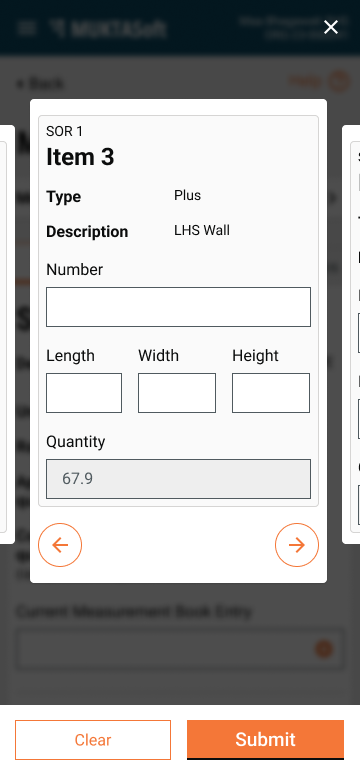 MUKTASoft
Back
Help
SOR 1
Item 3
Type Plus
Description LHS Wall
Number
Length Width Height
Quantity
67.9
Current Measurement Book Entry
Clear Submit